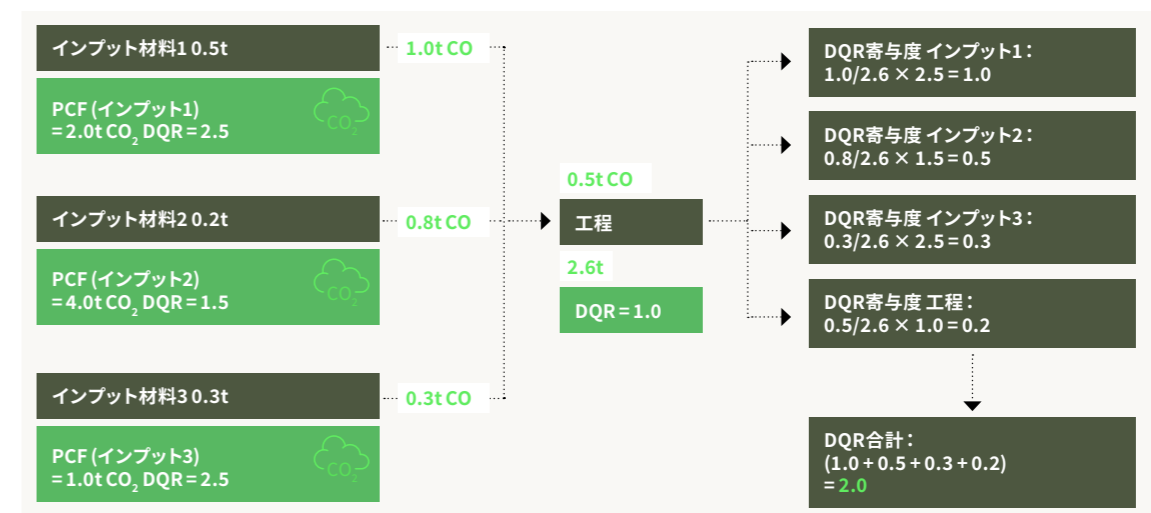 インプット材料1 0.5t
PCF(インプット1)
=2.0t CO2 DQR=2.5
CO2
1.0t CO
インプット材料2 0.2t
PCF(インプット2)
=4.0t CO2 DQR=1.5
CO2
0.8t CO
インプット材料3 0.3t
PCF(インプット3)
=1.0t CO2 DQR=2.5
CO2
0.3t CO
0.5t CO
工程
2.6t
DQR=1.0
DQR寄与度 インプット1:
1.0/2.6 × 2.5=1.0
DQR寄与度 インプット2:
0.8/2.6 × 1.5=0.5
DQR寄与度 インプット3:
0.3/2.6 × 2.5=0.3
DQR寄与度 工程:
0.5/2.6 × 1.0=0.2
DQR合計:
(1.0+0.5+0.3+0.2)
=2.0